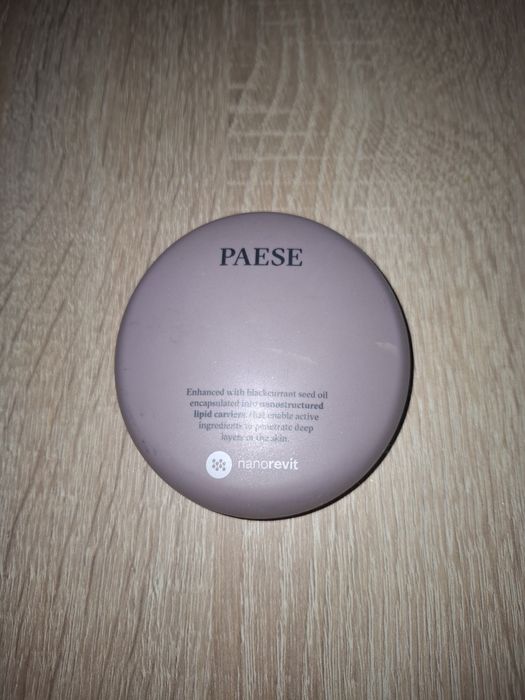 PAESE
Enhanced with blackcurrant seed oil
encapsulated into nanostructured
lipid carriers that enable active
ingredients to penetrate deep
layers of the skin.
nanorevit